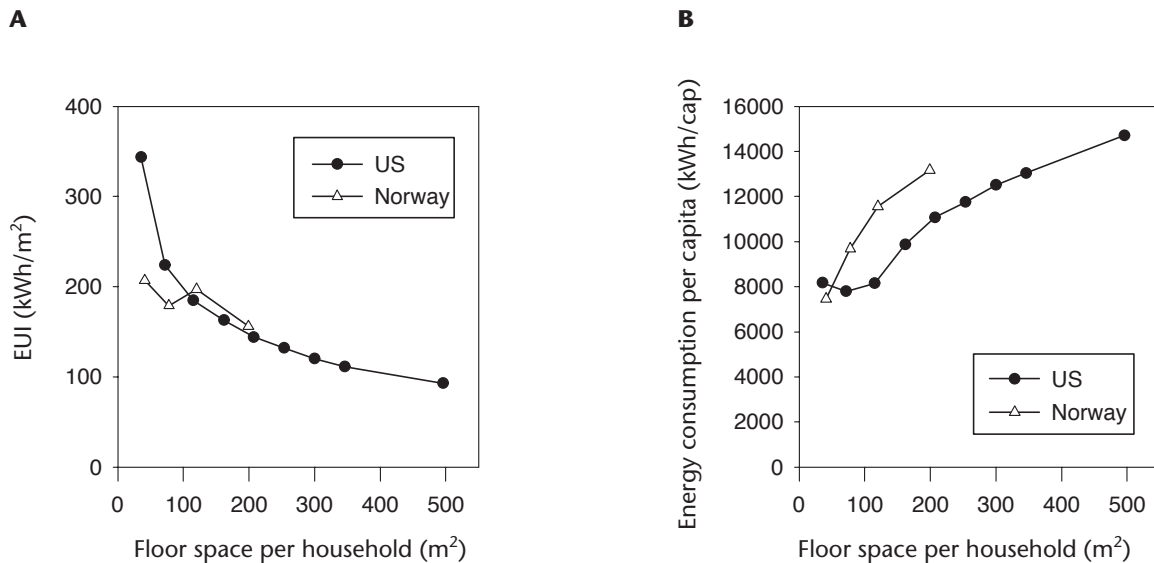 A
EUI (kWh/m²)
400
300
200
100
0
US
Norway
0 100 200 300 400 500
Floor space per household (m²)
B
Energy consumption per capita (kWh/cap)
16000
14000
12000
10000
8000
6000
4000
2000
0
US
Norway
0 100 200 300 400 500
Floor space per household (m²)